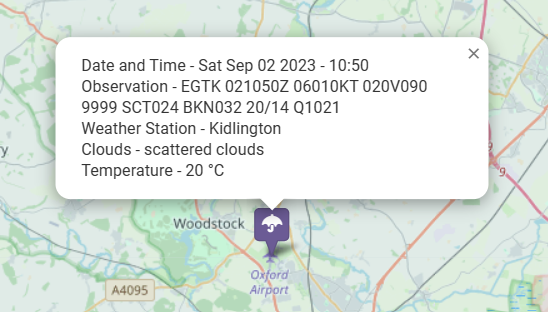 Date and Time - Sat Sep 02 2023 - 10:50
Observation - EGTK 021050Z 06010KT 020V090
9999 SCT024 BKN032 20/14 Q1021
Weather Station - Kidlington
Clouds - scattered clouds
Temperature - 20 °C
Woodstock
Oxford
Airport
A4095